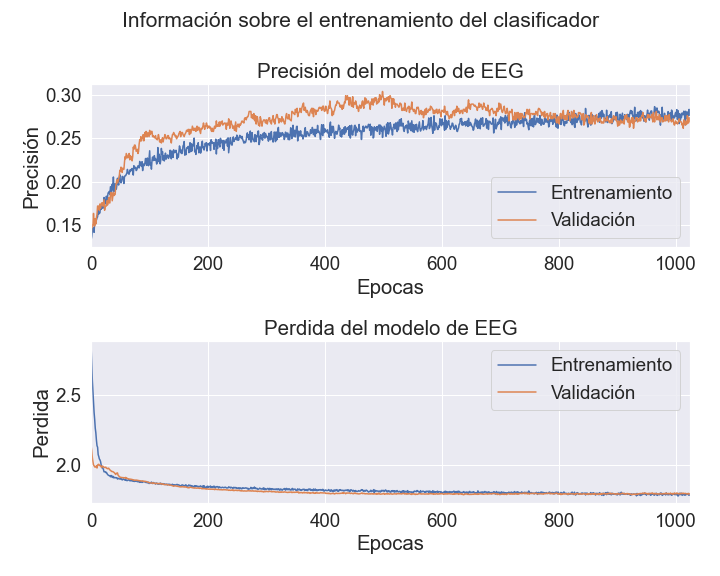 Información sobre el entrenamiento del clasificador
Precisión del modelo de EEG
Precisión
0.30
0.25
0.20
0.15
Entrenamiento
Validación
0 200 400 600 800 1000
Epocas
Perdida del modelo de EEG
Perdida
2.5
2.0
Entrenamiento
Validación
0 200 400 600 800 1000
Epocas